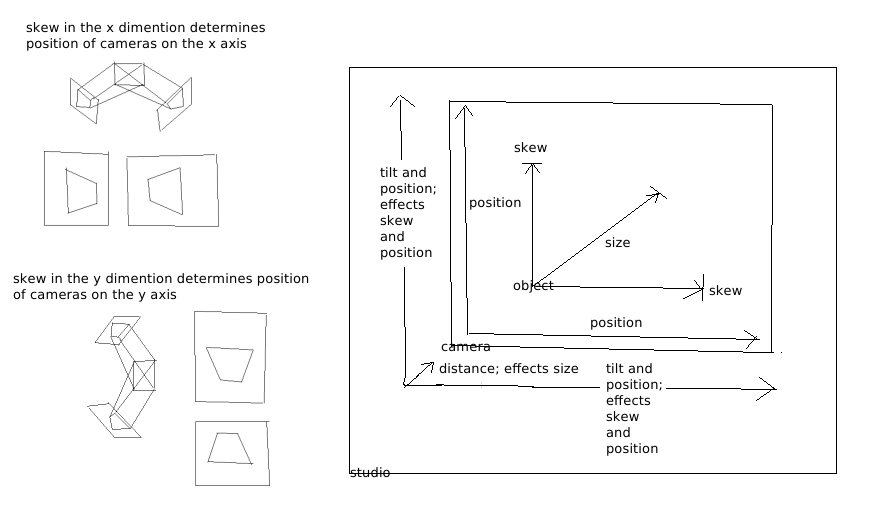 skew in the x dimention determines
position of cameras on the x axis
skew in the y dimention determines position
of cameras on the y axis
tilt and
position;
effects
skew
and
position
skew
position
size
object
skew
position
camera
distance; effects size
tilt and
position;
effects
skew
and
position
studio